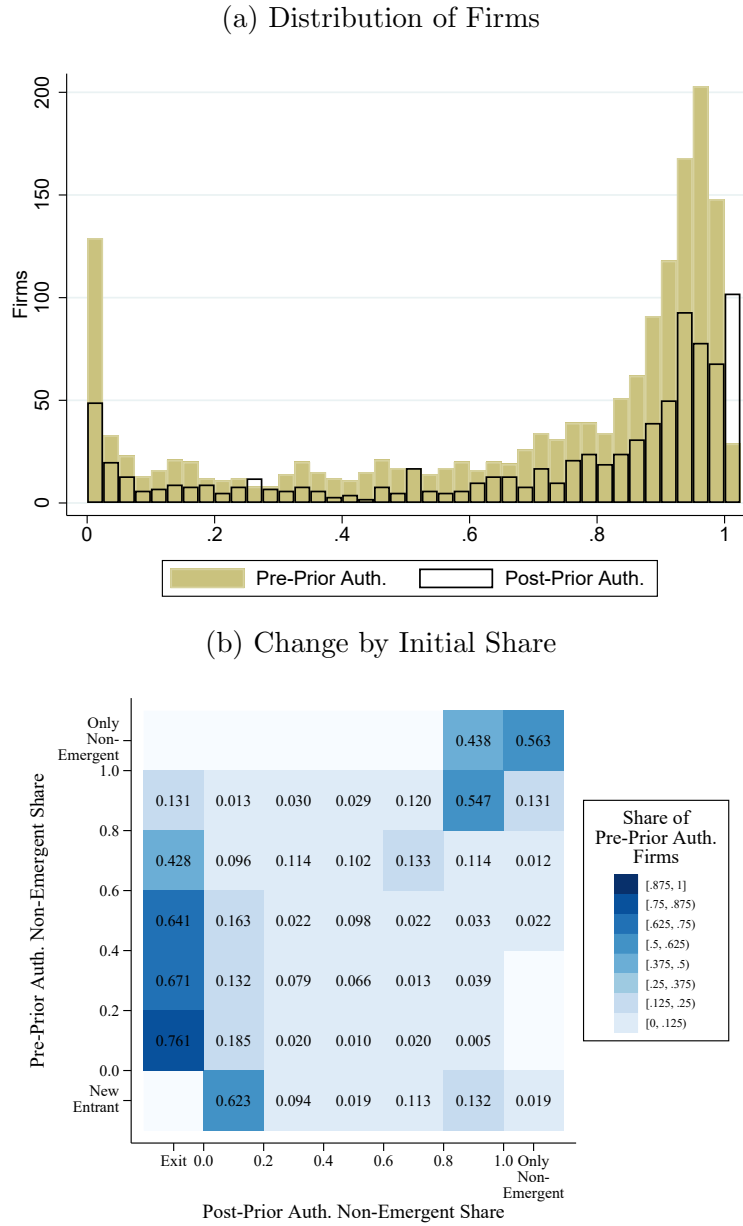 (a) Distribution of Firms
200
150
100
50
0
Firms
0 .2 .4 .6 .8 1
Pre-Prior Auth. Post-Prior Auth.
(b) Change by Initial Share
Only
Non-
Emergent
1.0
0.8
0.6
0.4
0.2
0.0
New
Entrant
Pre-Prior Auth. Non-Emergent Share
0.438 0.563
0.131 0.013 0.030 0.029 0.120 0.547 0.131
0.428 0.096 0.114 0.102 0.133 0.114 0.012
0.641 0.163 0.022 0.098 0.022 0.033 0.022
0.671 0.132 0.079 0.066 0.013 0.039
0.761 0.185 0.020 0.010 0.020 0.005
0.623 0.094 0.019 0.113 0.132 0.019
Exit 0.0 0.2 0.4 0.6 0.8 1.0 Only
Non-
Emergent
Post-Prior Auth. Non-Emergent Share
Share of
Pre-Prior Auth.
Firms
[.875, 1]
[.75, .875)
[.625, .75)
[.5, .625)
[.375, .5)
[.25, .375)
[.125, .25)
[0, .125)